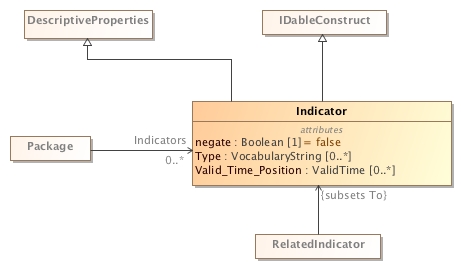 DescriptiveProperties
IDableConstruct
Indicator
attributes
negate : Boolean [1]= false
Type : VocabularyString [0..*]
Valid_Time_Position : ValidTime [0..*]
Package
Indicators
0..*
{subsets To}
RelatedIndicator